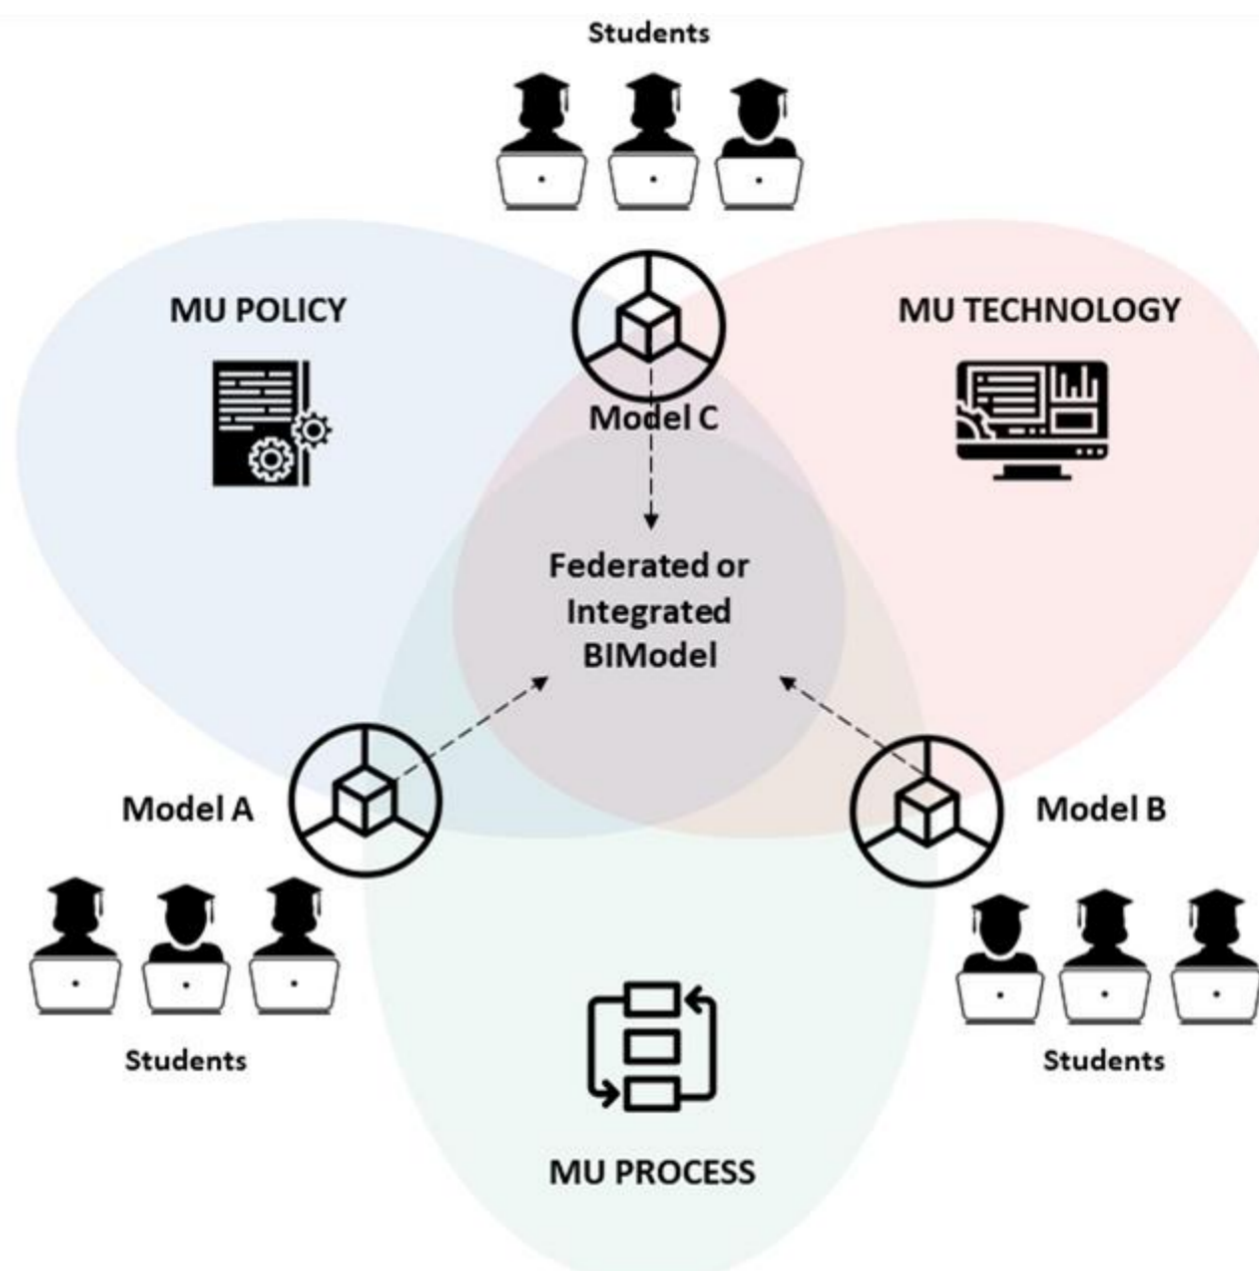 Students
MU POLICY
MU TECHNOLOGY
Model C
Federated or
Integrated
BIModel
Model A
Model B
Students
Students
MU PROCESS